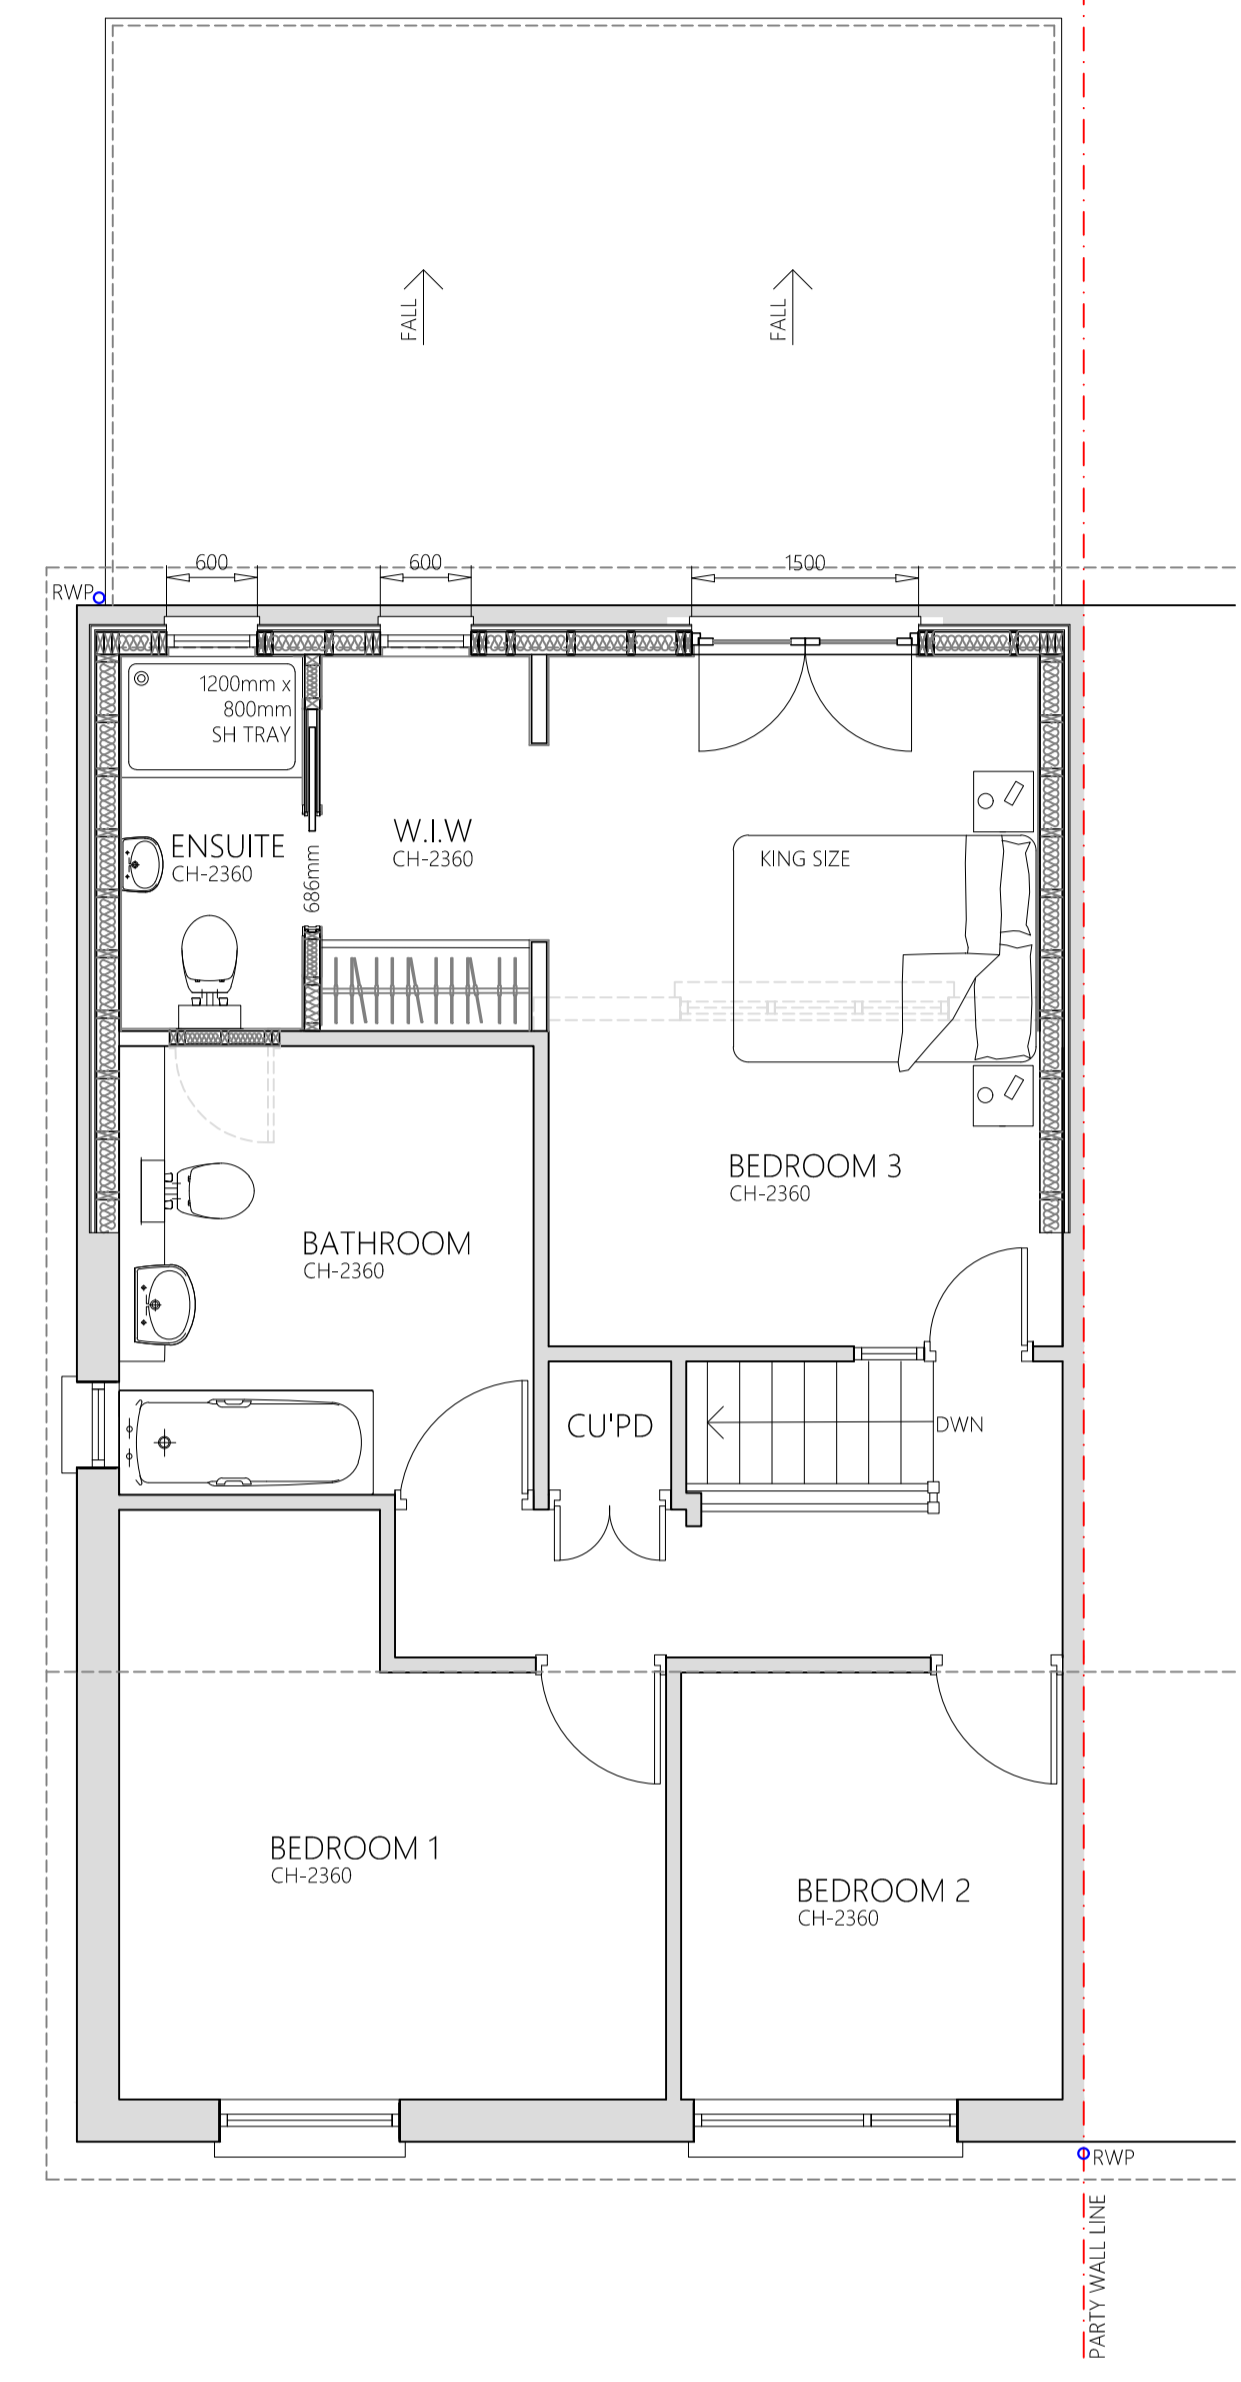 FALL
FALL
600
600
1500
RWP
1200mm x
800mm
SH TRAY
ENSUITE
CH-2360
W.I.W
CH-2360
686mm
KING SIZE
BEDROOM 3
CH-2360
BATHROOM
CH-2360
CU'PD
DWN
BEDROOM 1
CH-2360
BEDROOM 2
CH-2360
RWP
PARTY WALL LINE